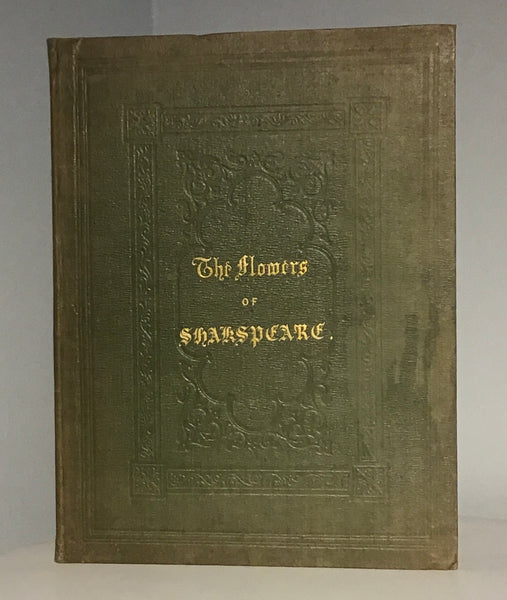 The Flowers
OF
SHAKSPEARE.